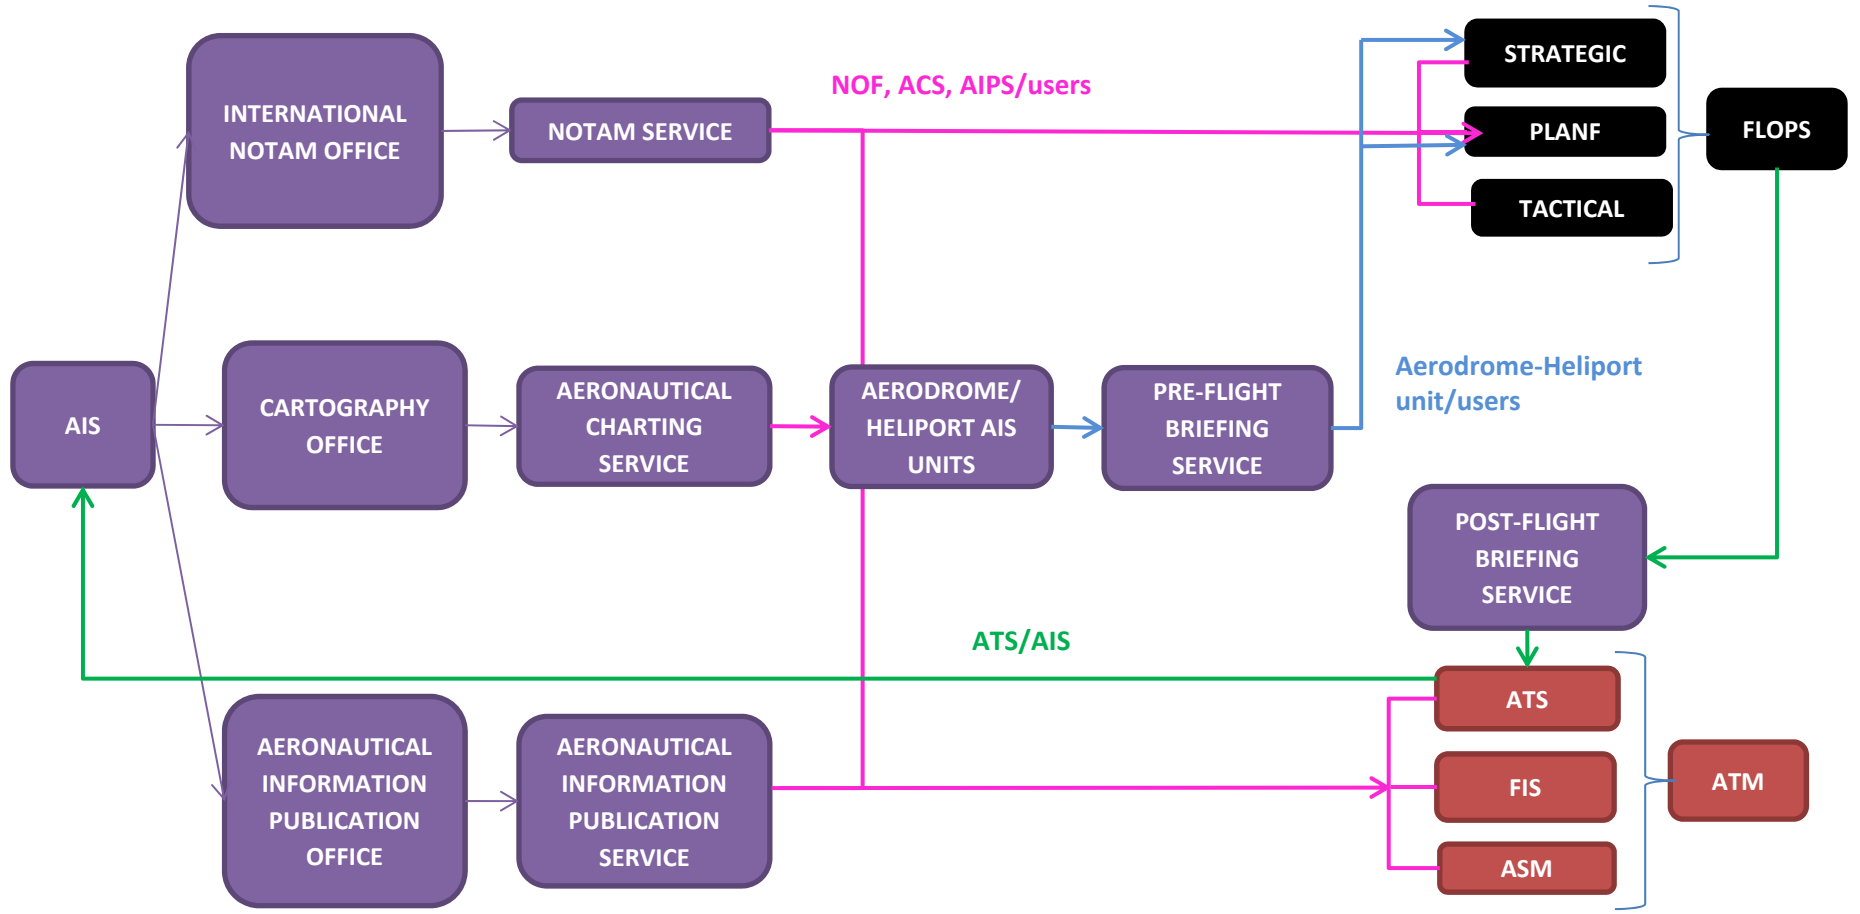 INTERNATIONAL
NOTAM OFFICE
NOTAM SERVICE
NOF, ACS, AIPS/users
STRATEGIC
PLANF
TACTICAL
FLOPS
AIS
CARTOGRAPHY
OFFICE
AERONAUTICAL
CHARTING
SERVICE
AERODROME/
HELIPORT AIS
UNITS
PRE-FLIGHT
BRIEFING
SERVICE
Aerodrome-Heliport
unit/users
POST-FLIGHT
BRIEFING
SERVICE
ATS/AIS
AERONAUTICAL
INFORMATION
PUBLICATION
OFFICE
AERONAUTICAL
INFORMATION
PUBLICATION
SERVICE
ATS
FIS
ASM
ATM